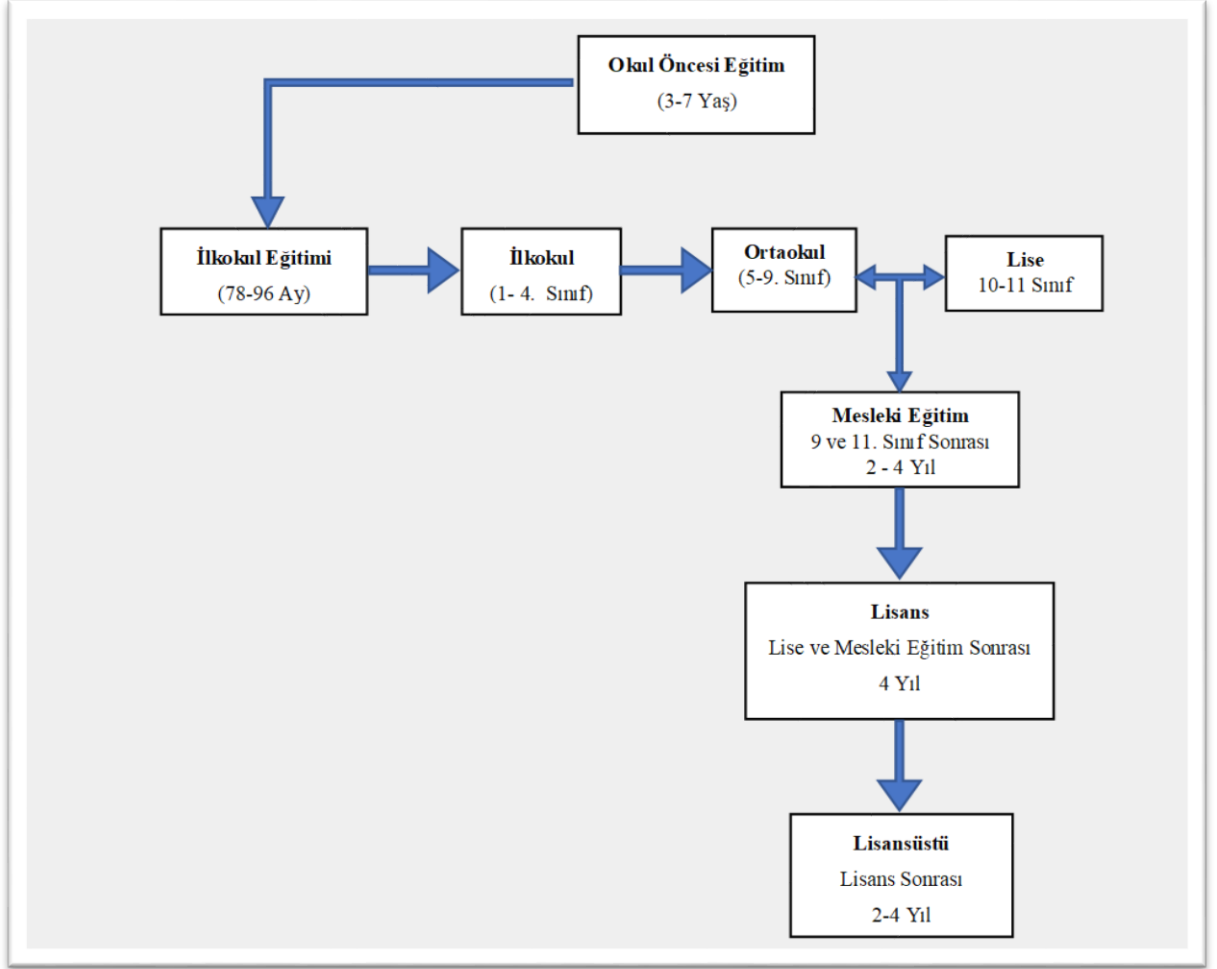 Okul Öncesi Eğitim
(3-7 Yaş)
İlkokul Eğitimi
(78-96 Ay)
İlkokul
(1- 4. Sınıf)
Ortaokul
(5-9. Sınıf)
Lise
10-11 Sınıf
Mesleki Eğitim
9 ve 11. Sınıf Sonrası
2 - 4 Yıl
Lisans
Lise ve Mesleki Eğitim Sonrası
4 Yıl
Lisansüstü
Lisans Sonrası
2-4 Yıl